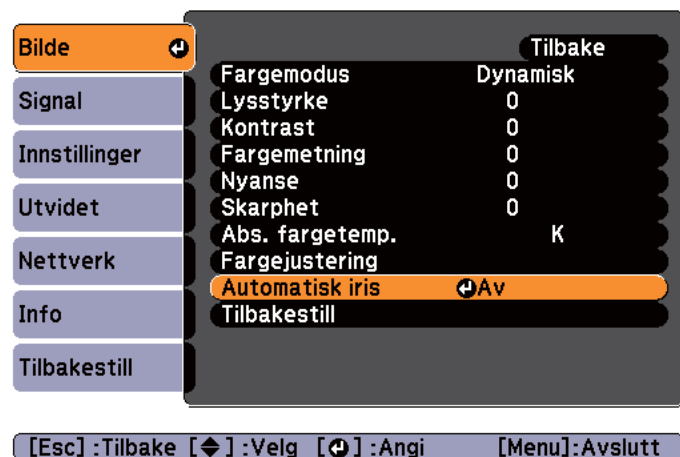 Bilde
Signal
Innstillinger
Utvidet
Nettverk
Info
Tilbakestill
Tilbake
Fargemodus Dynamisk
Lysstyrke 0
Kontrast 0
Fargemetning 0
Nyanse 0
Skarphet 0
Abs. fargetemp. K
Fargejustering
Automatisk iris Av
Tilbakestill
[Esc] :Tilbake [◆] :Velg [↵] :Angi [Menu]:Avslutt